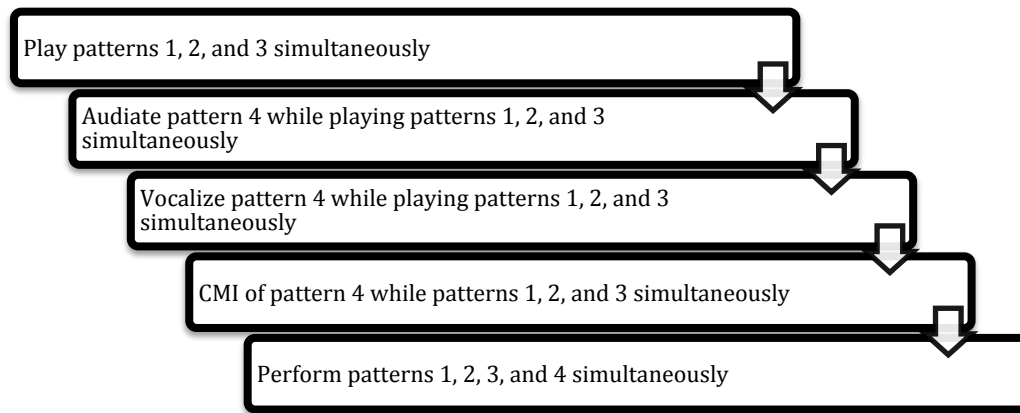 Play patterns 1, 2, and 3 simultaneously
Audiate pattern 4 while playing patterns 1, 2, and 3
simultaneously
Vocalize pattern 4 while playing patterns 1, 2, and 3
simultaneously
CMI of pattern 4 while patterns 1, 2, and 3 simultaneously
Perform patterns 1, 2, 3, and 4 simultaneously